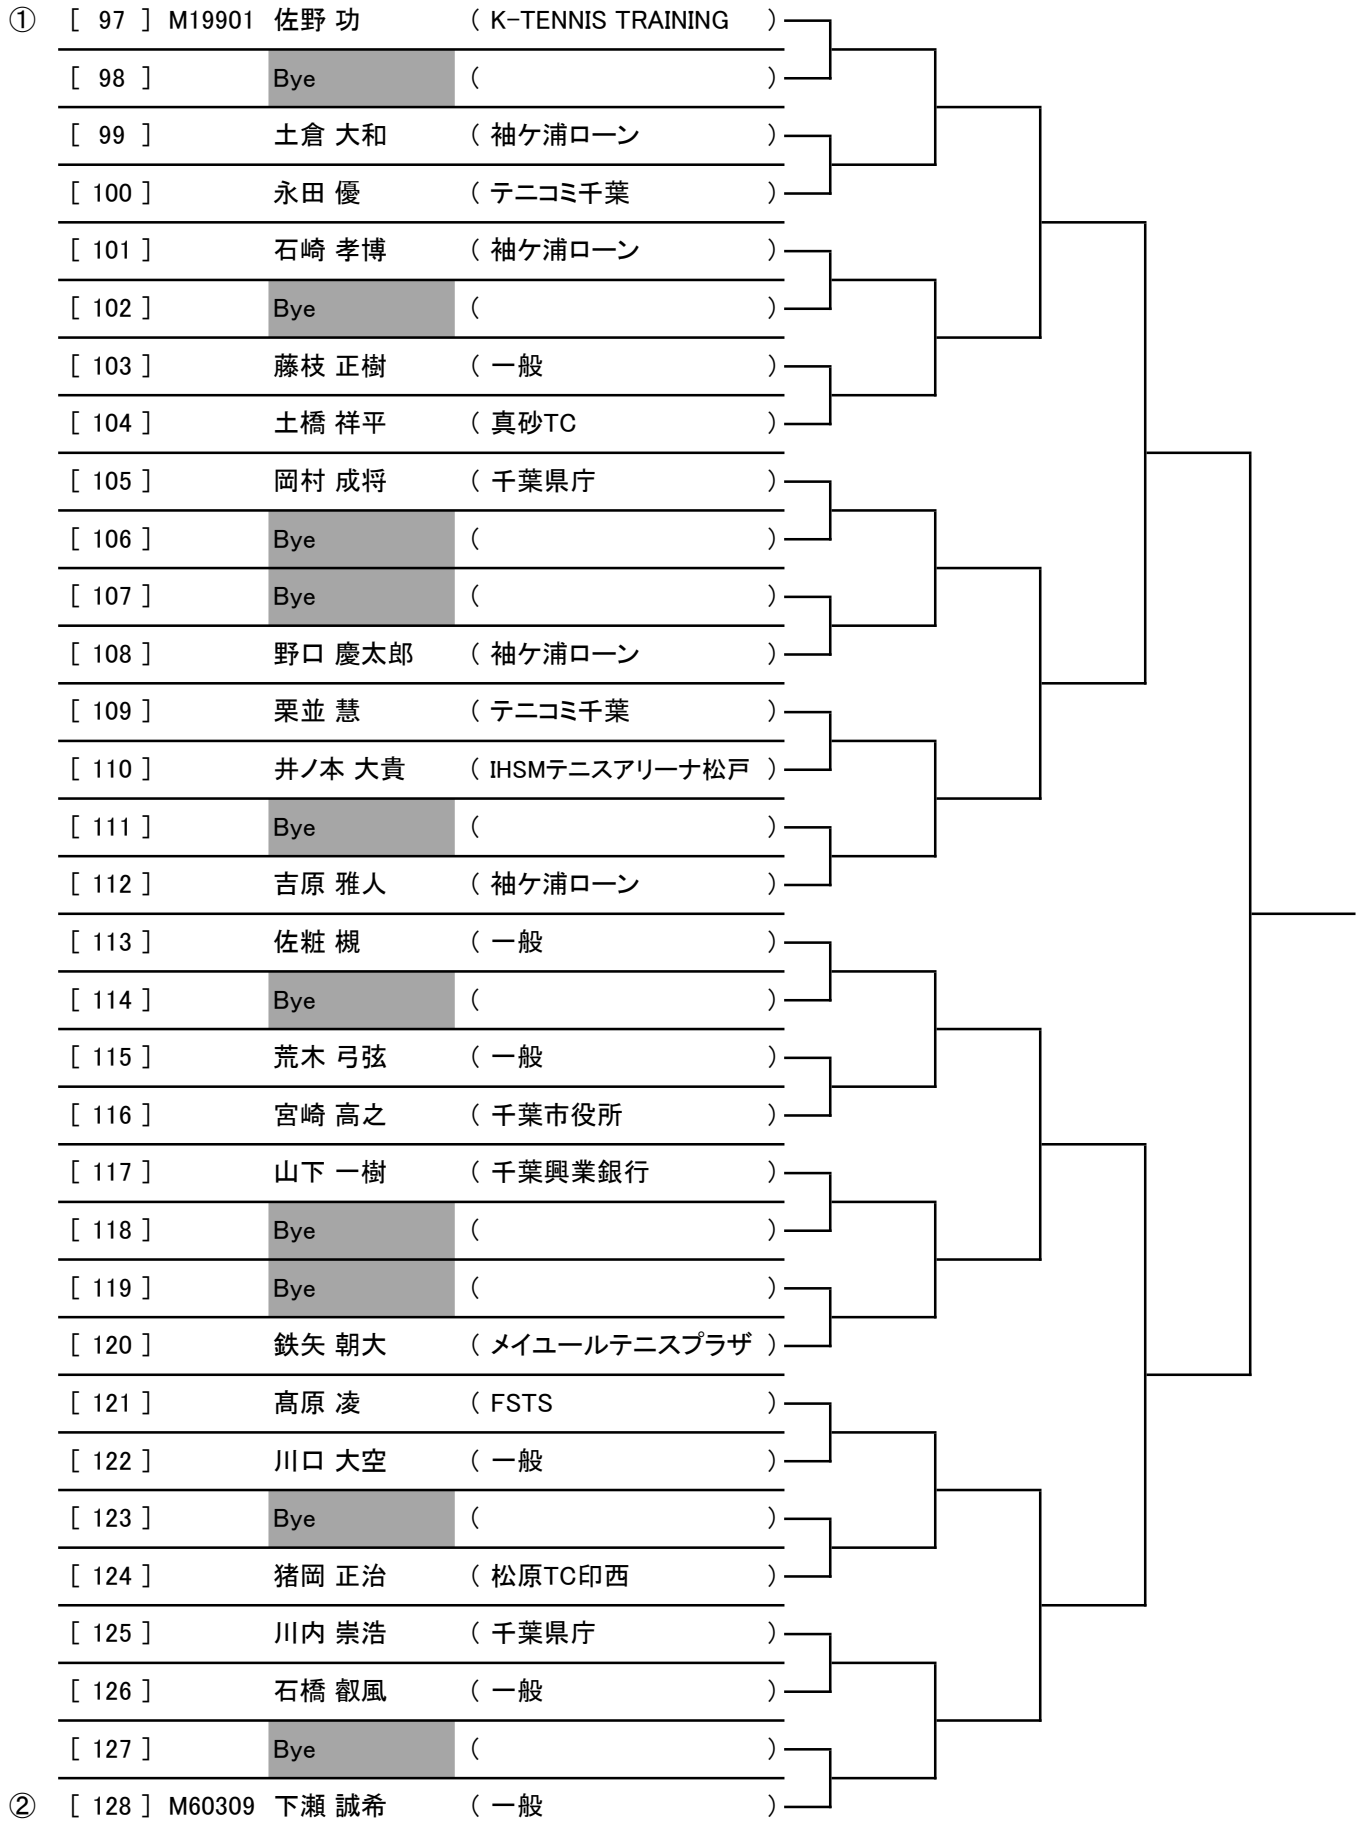 ① [ 97 ] M19901 佐野 功 ( K-TENNIS TRAINING )
[ 98 ] Bye ( )
[ 99 ] 土倉 大和 ( 袖ケ浦ローン )
[ 100 ] 永田 優 ( テニコミ千葉 )
[ 101 ] 石崎 孝博 ( 袖ケ浦ローン )
[ 102 ] Bye ( )
[ 103 ] 藤枝 正樹 ( 一般 )
[ 104 ] 土橋 祥平 ( 真砂TC )
[ 105 ] 岡村 成将 ( 千葉県庁 )
[ 106 ] Bye ( )
[ 107 ] Bye ( )
[ 108 ] 野口 慶太郎 ( 袖ケ浦ローン )
[ 109 ] 栗並 慧 ( テニコミ千葉 )
[ 110 ] 井ノ本 大貴 ( IHSMテニスアリーナ松戸 )
[ 111 ] Bye ( )
[ 112 ] 吉原 雅人 ( 袖ケ浦ローン )
[ 113 ] 佐粧 槻 ( 一般 )
[ 114 ] Bye ( )
[ 115 ] 荒木 弓弦 ( 一般 )
[ 116 ] 宮崎 高之 ( 千葉市役所 )
[ 117 ] 山下 一樹 ( 千葉興業銀行 )
[ 118 ] Bye ( )
[ 119 ] Bye ( )
[ 120 ] 鉄矢 朝大 ( メイユールテニスプラザ )
[ 121 ] 髙原 凌 ( FSTS )
[ 122 ] 川口 大空 ( 一般 )
[ 123 ] Bye ( )
[ 124 ] 猪岡 正治 ( 松原TC印西 )
[ 125 ] 川内 崇浩 ( 千葉県庁 )
[ 126 ] 石橋 叡風 ( 一般 )
[ 127 ] Bye ( )
② [ 128 ] M60309 下瀬 誠希 ( 一般 )